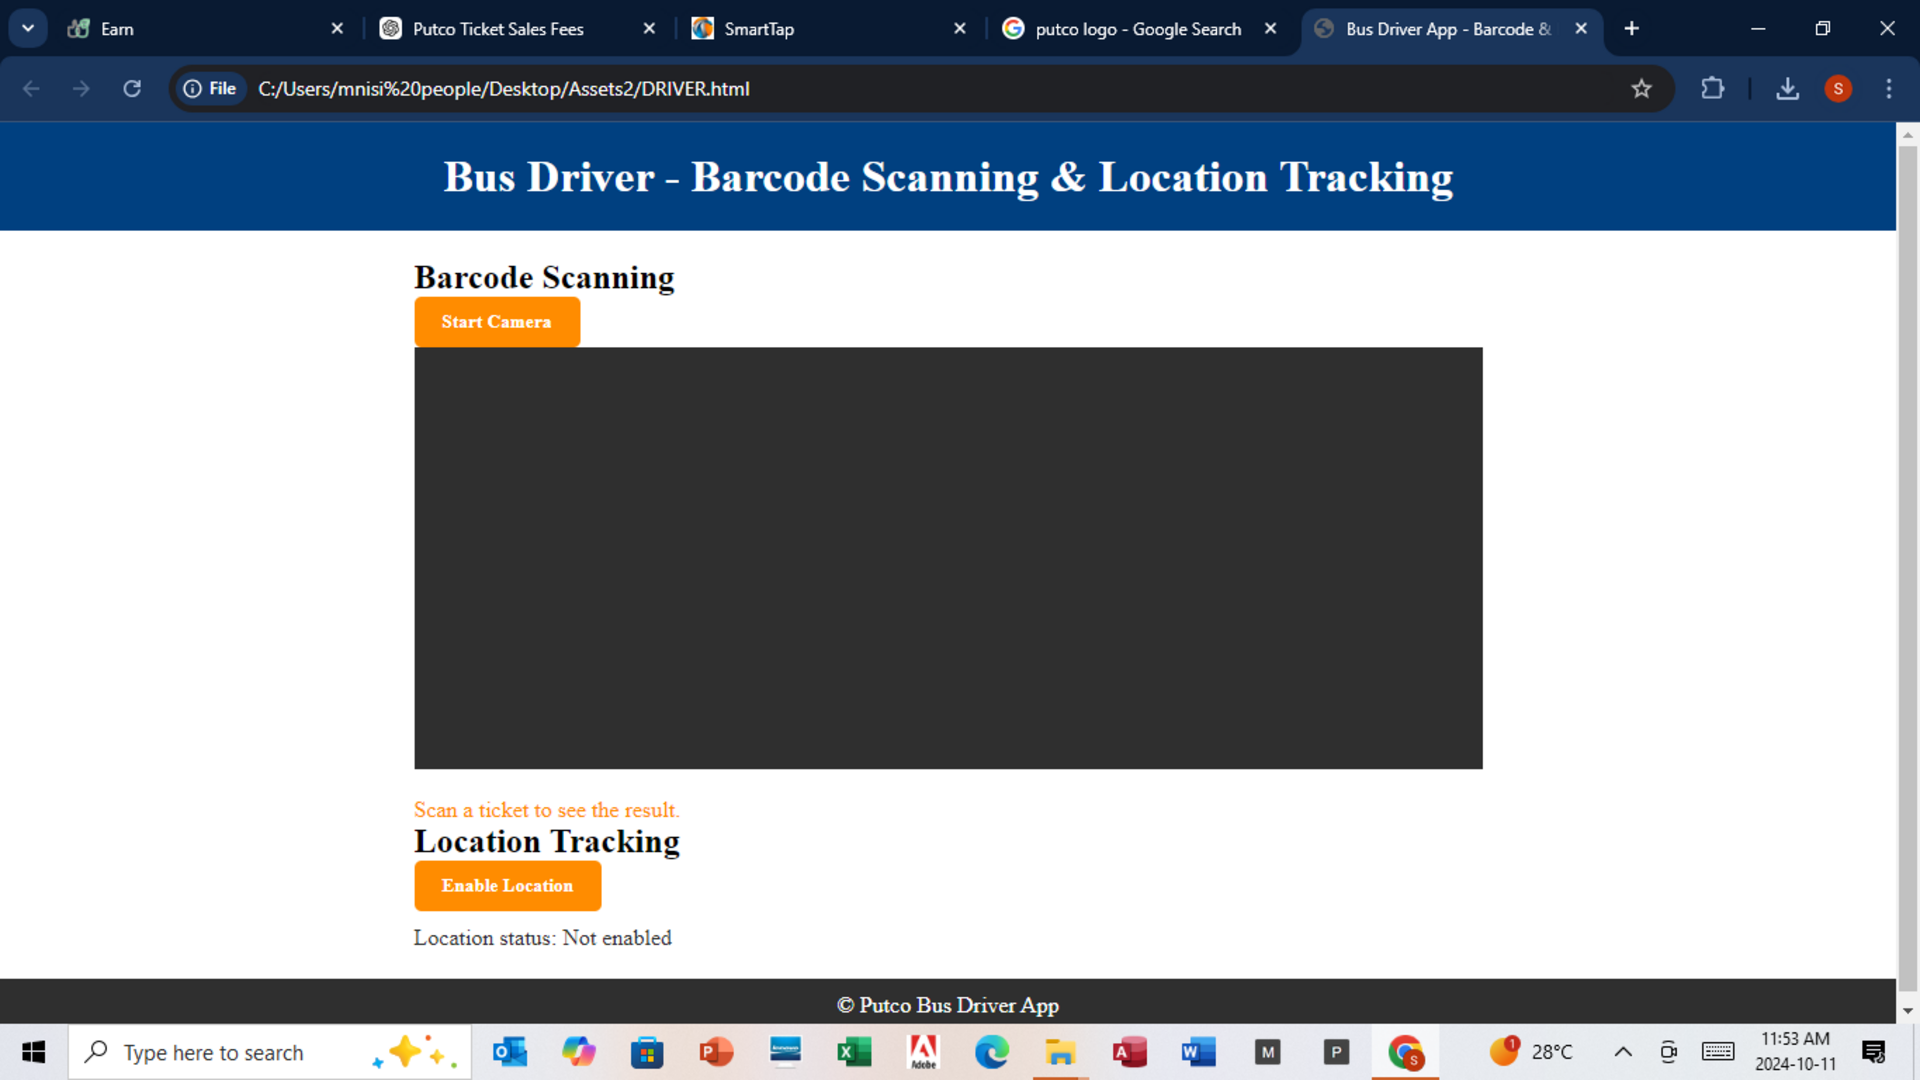 Earn
Putco Ticket Sales Fees
SmartTap
putco logo - Google Search
Bus Driver App - Barcode &
File
C:/Users/mnisi%20people/Desktop/Assets2/DRIVER.html
S
Bus Driver - Barcode Scanning & Location Tracking
Barcode Scanning
Start Camera
Scan a ticket to see the result.
Location Tracking
Enable Location
Location status: Not enabled
© Putco Bus Driver App
Type here to search
O
P
X
Adobe
A
W
M
P
S
1
28°C
11:53 AM
2024-10-11